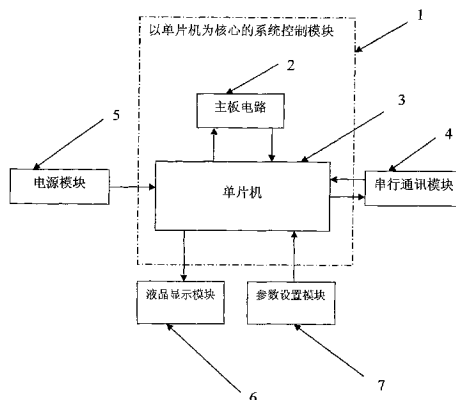 以单片机为核心的系统控制模块
1
2
主板电路
3
5
4
电源模块
单片机
串行通讯模块
液晶显示模块
参数设置模块
6
7